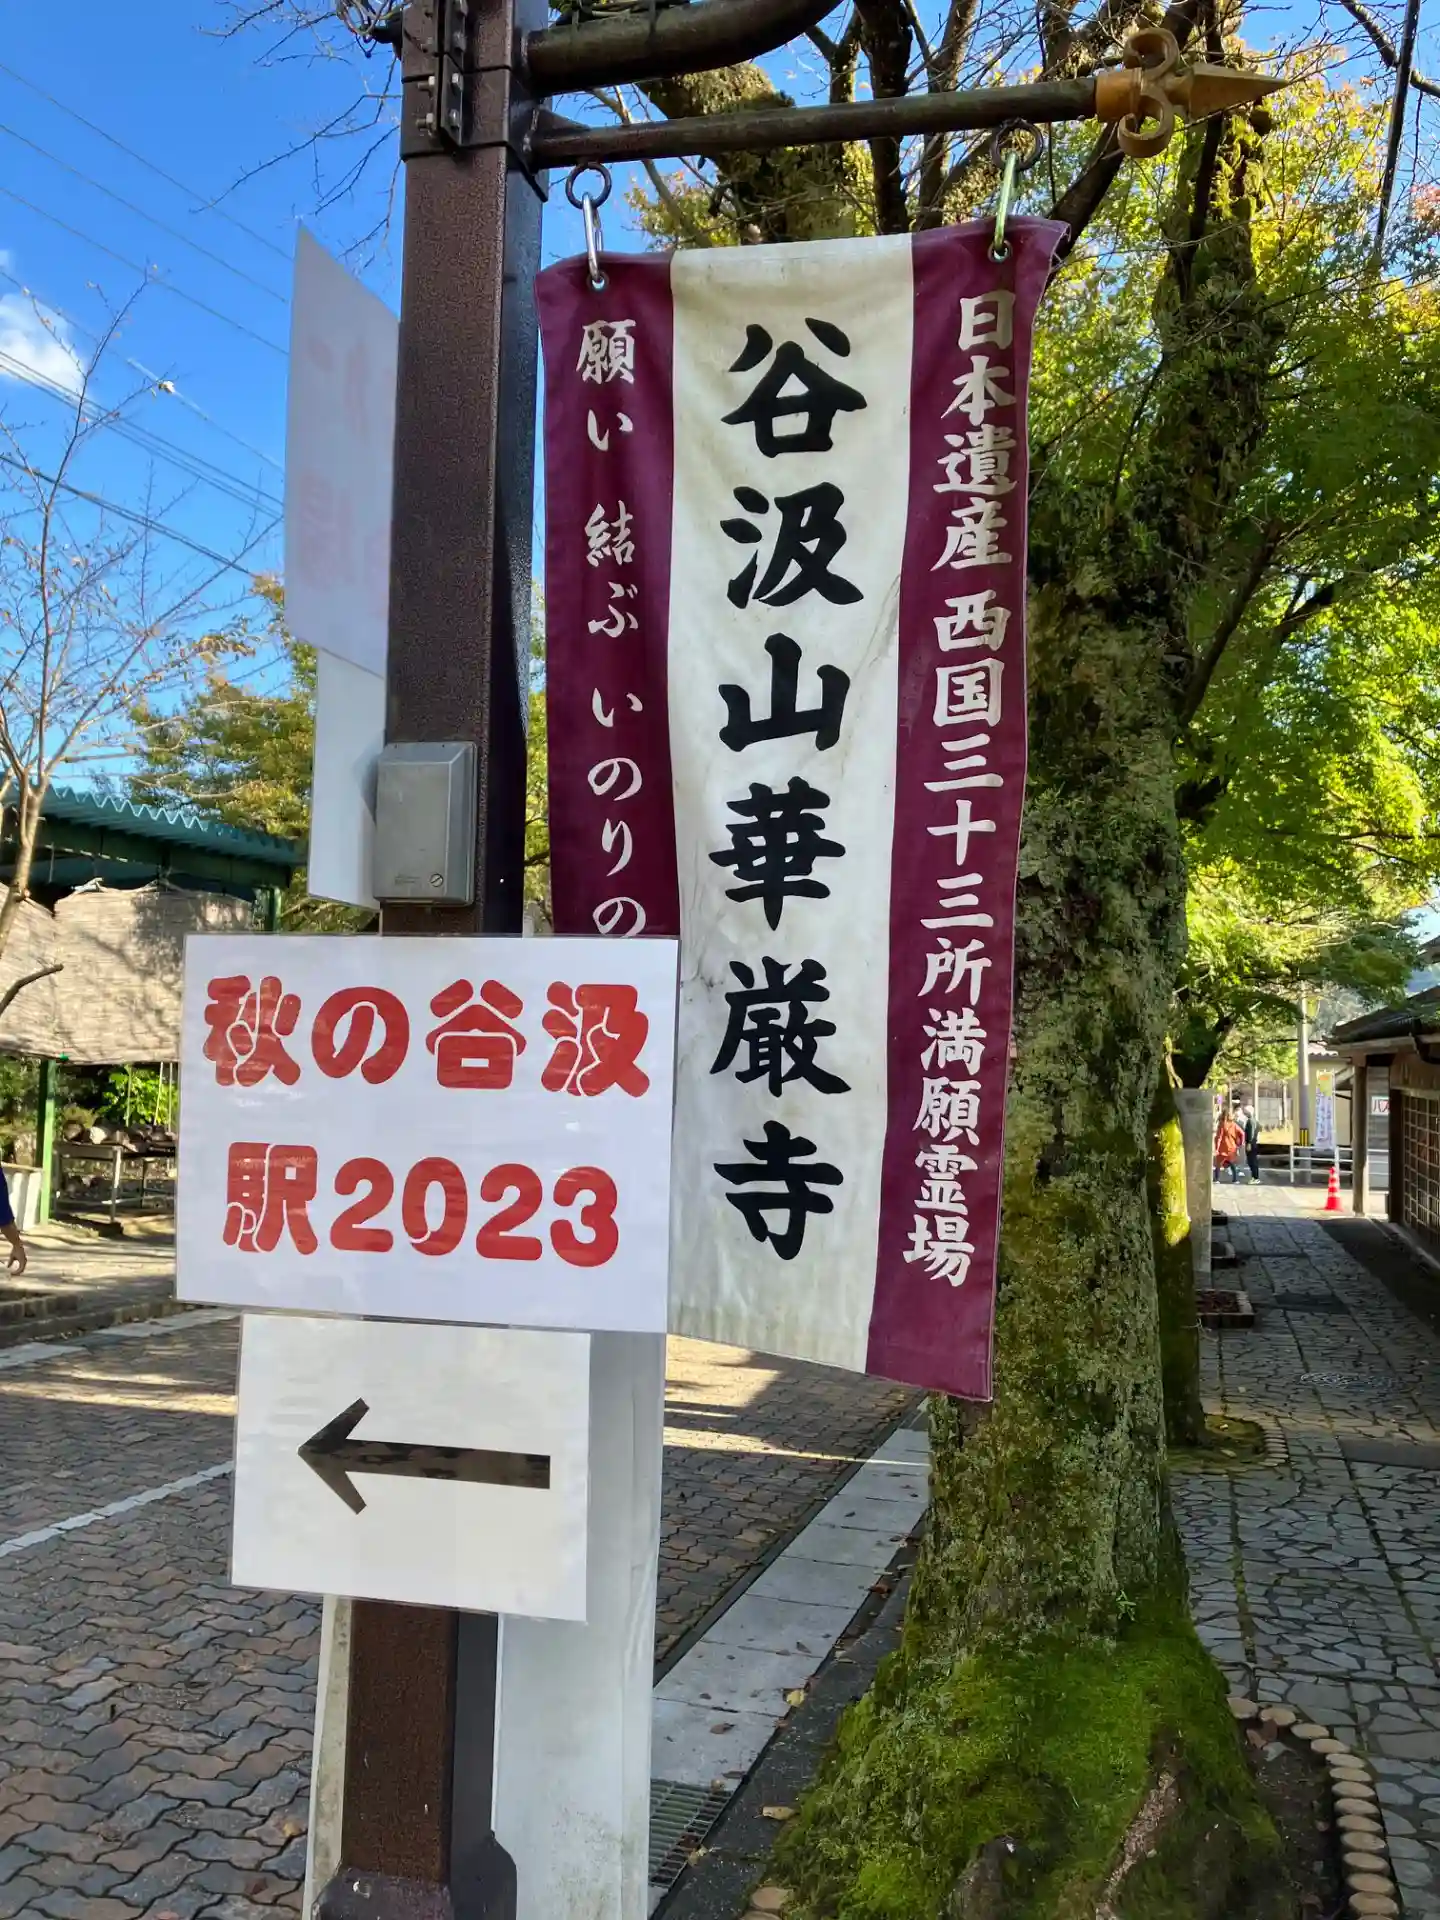 日本遺産 西国三十三所満願霊場
谷汲山華厳寺
願い 結ぶ いのりの
秋の谷汲
駅2023